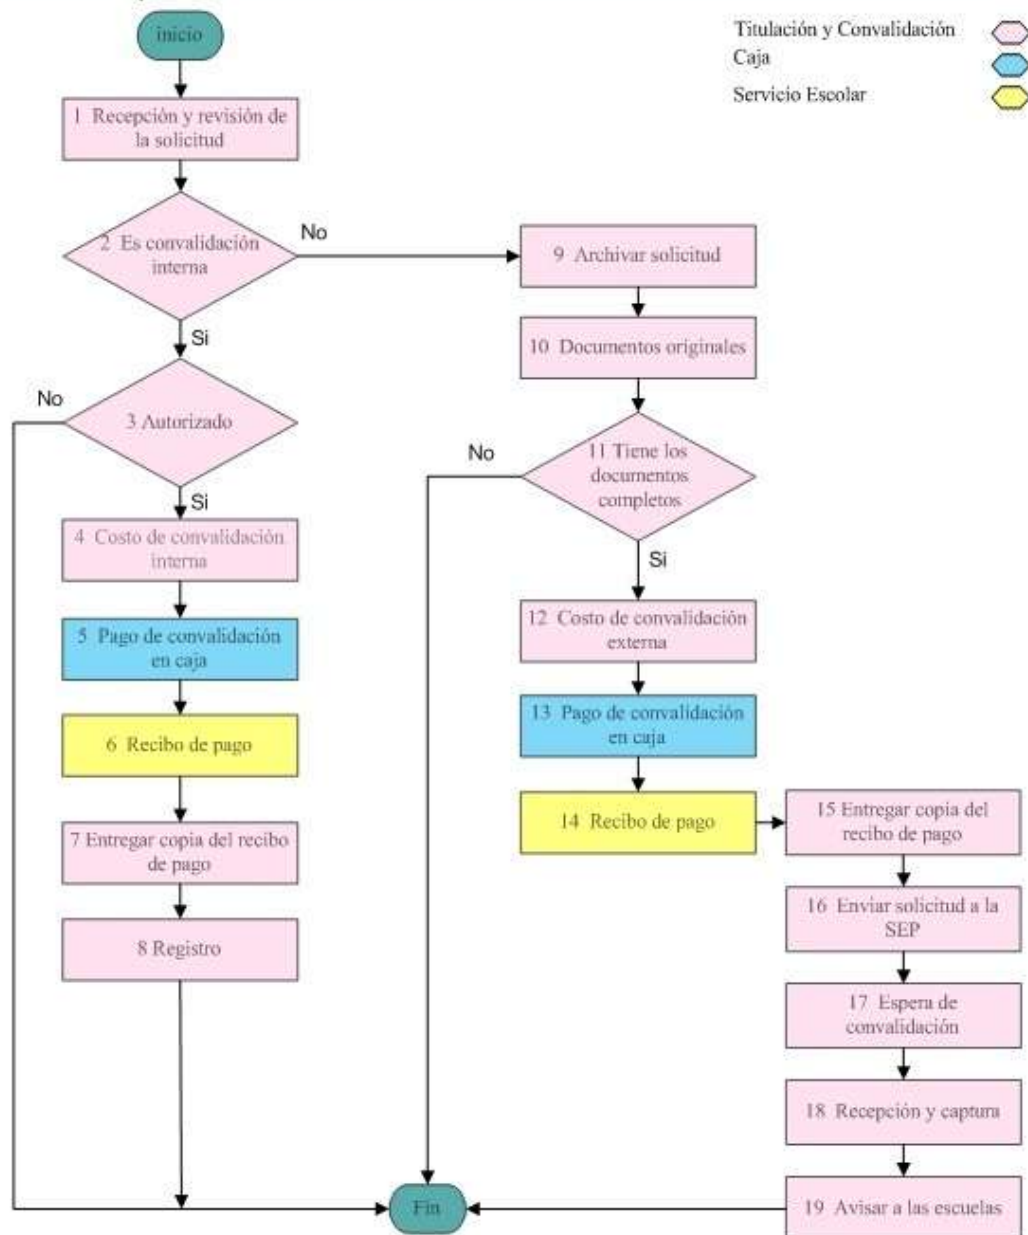 inicio
Titulación y Convalidación
Caja
Servicio Escolar
1 Recepción y revisión de
la solicitud
2 Es convalidación
interna
No
Si
3 Autorizado
No
Si
4 Costo de convalidación
interna
5 Pago de convalidación
en caja
6 Recibo de pago
7 Entregar copia del recibo
de pago
8 Registro
9 Archivar solicitud
10 Documentos originales
11 Tiene los
documentos
completos
No
Si
12 Costo de convalidación
externa
13 Pago de convalidación
en caja
14 Recibo de pago
15 Entregar copia del
recibo de pago
16 Enviar solicitud a la
SEP
17 Espera de
convalidación
18 Recepción y captura
19 Avisar a las escuelas
Fin